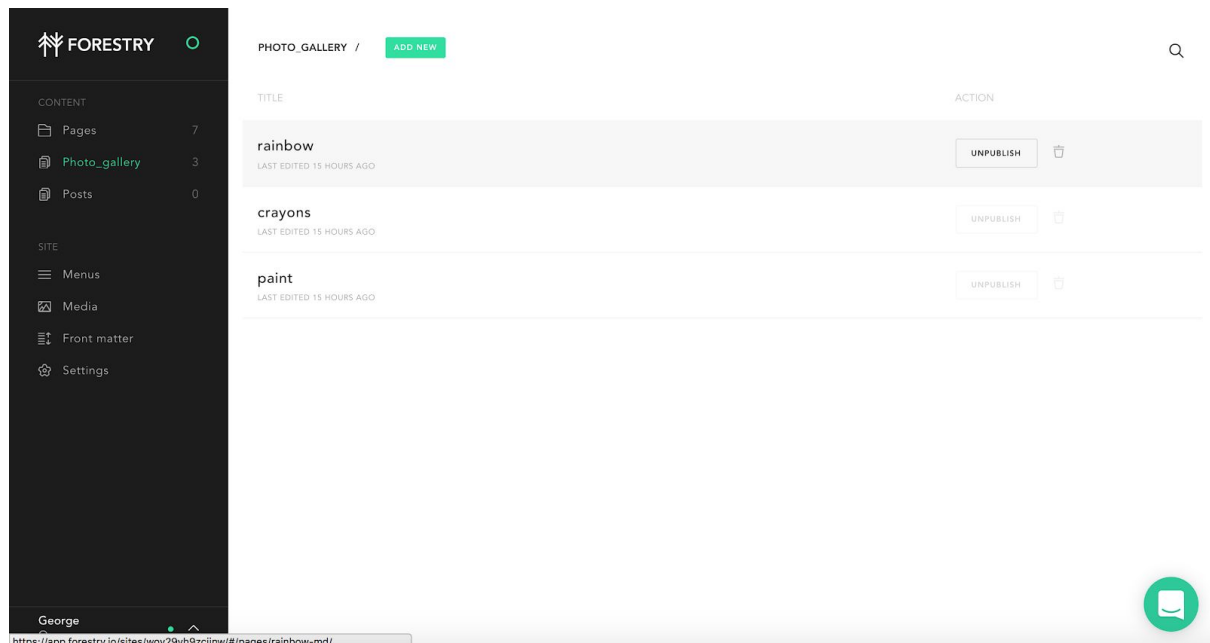 FORESTRY
CONTENT
Pages 7
Photo_gallery 3
Posts 0
SITE
Menus
Media
Front matter
Settings
George
PHOTO_GALLERY / ADD NEW
TITLE ACTION
rainbow
LAST EDITED 15 HOURS AGO
UNPUBLISH
crayons
LAST EDITED 15 HOURS AGO
UNPUBLISH
paint
LAST EDITED 15 HOURS AGO
UNPUBLISH